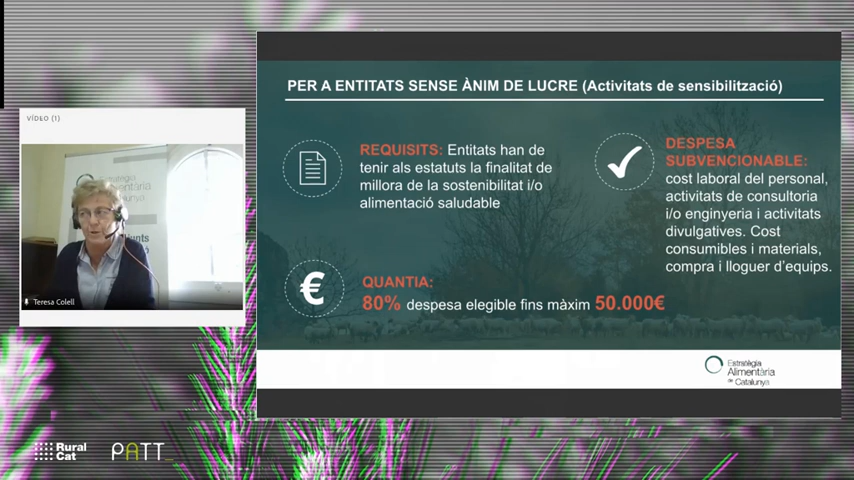 VÍDEO (1)
Estratègia
Alimentària
Teresa Colell
PER A ENTITATS SENSE ÀNIM DE LUCRE (Activitats de sensibilització)
REQUISITS: Entitats han de
tenir als estatuts la finalitat de
millora de la sostenibilitat i/o
alimentació saludable
DESPESA
SUBVENCIONABLE:
cost laboral del personal,
activitats de consultoria
i/o enginyeria i activitats
divulgatives. Cost
consumibles i materials,
compra i lloguer d'equips.
€ QUANTIA:
80% despesa elegible fins màxim 50.000€
Estratègia
Alimentària
de Catalunya
Rural
Cat
PATT_